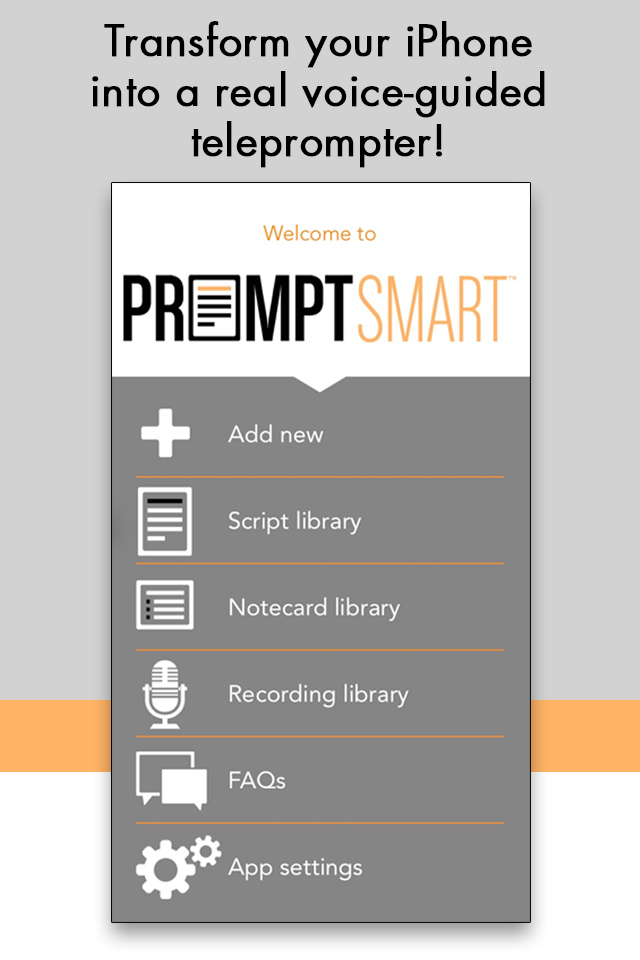 Transform your iPhone
into a real voice-guided
teleprompter!
Welcome to
PROMPTSMART™
Add new
Script library
Notecard library
Recording library
FAQs
App settings